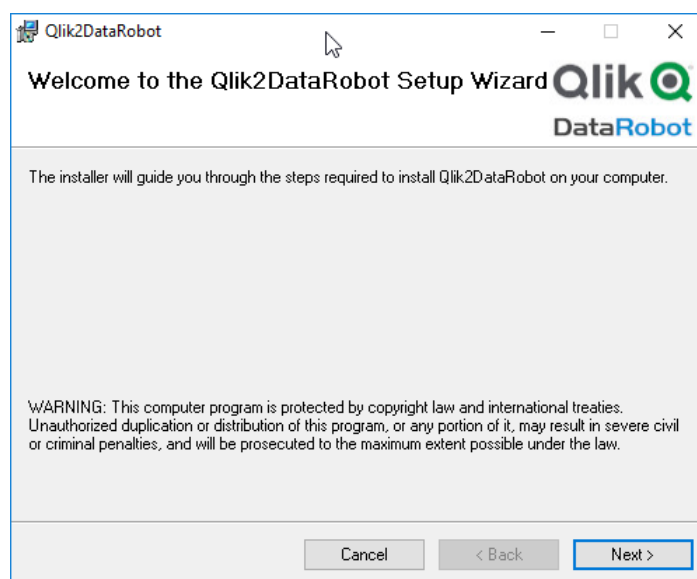 Qlik2DataRobot
Welcome to the Qlik2DataRobot Setup Wizard
Qlik
DataRobot
The installer will guide you through the steps required to install Qlik2DataRobot on your computer.
WARNING: This computer program is protected by copyright law and international treaties.
Unauthorized duplication or distribution of this program, or any portion of it, may result in severe civil
or criminal penalties, and will be prosecuted to the maximum extent possible under the law.
Cancel
< Back
Next >